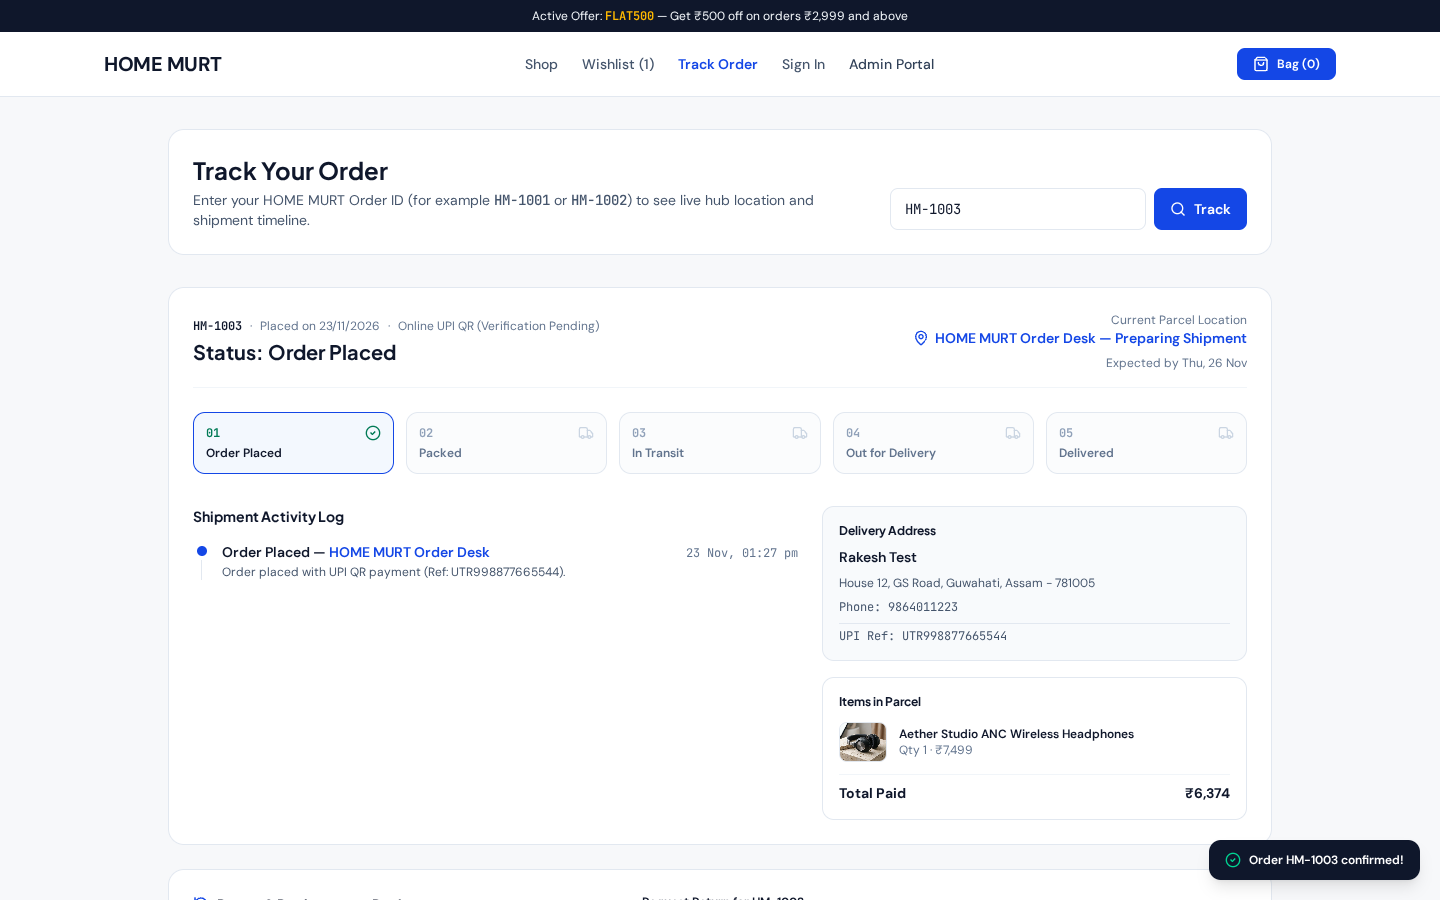 Active Offer: FLAT500 — Get ₹500 off on orders ₹2,999 and above
HOME MURT
Shop
Wishlist (1)
Track Order
Sign In
Admin Portal
Bag (0)
Track Your Order
Enter your HOME MURT Order ID (for example HM-1001 or HM-1002) to see live hub location and
shipment timeline.
HM-1003
Track
HM-1003 · Placed on 23/11/2026 · Online UPI QR (Verification Pending)
Status: Order Placed
Current Parcel Location
HOME MURT Order Desk — Preparing Shipment
Expected by Thu, 26 Nov
01
Order Placed
02
Packed
03
In Transit
04
Out for Delivery
05
Delivered
Shipment Activity Log
Order Placed — HOME MURT Order Desk
23 Nov, 01:27 pm
Order placed with UPI QR payment (Ref: UTR998877665544).
Delivery Address
Rakesh Test
House 12, GS Road, Guwahati, Assam - 781005
Phone: 9864011223
UPI Ref: UTR998877665544
Items in Parcel
Aether Studio ANC Wireless Headphones
Qty 1 · ₹7,499
Total Paid
₹6,374
Order HM-1003 confirmed!
Request Return for HM-1003